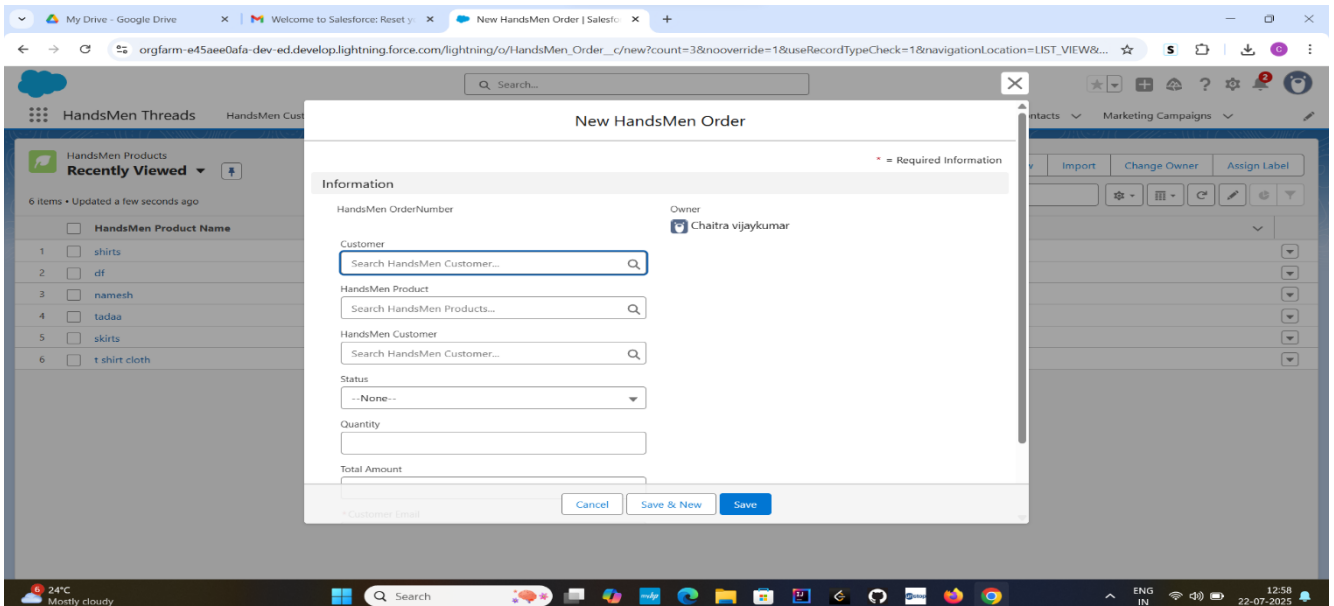 My Drive - Google Drive
Welcome to Salesforce: Reset y
New HandsMen Order | Salesfo
orgfarm-e45aee0afa-dev-ed.develop.lightning.force.com/lightning/o/HandsMen_Order__c/new?count=3&nooverride=1&useRecordTypeCheck=1&navigationLocation=LIST_VIEW&...
S
C
Search...
2
HandsMen Threads
HandsMen Cust
ntacts
Marketing Campaigns
New HandsMen Order
HandsMen Products
Recently Viewed
* = Required Information
Import
Change Owner
Assign Label
Information
6 items • Updated a few seconds ago
HandsMen OrderNumber
Owner
Chaitra vijaykumar
HandsMen Product Name
Customer
Search HandsMen Customer...
1 shirts
2 df
3 namesh
4 tadaa
5 skirts
6 t shirt cloth
HandsMen Product
Search HandsMen Products...
HandsMen Customer
Search HandsMen Customer...
Status
--None--
Quantity
Total Amount
*Customer Email
Cancel
Save & New
Save
6
24°C
Mostly cloudy
Search
ENG
IN
12:58
22-07-2025